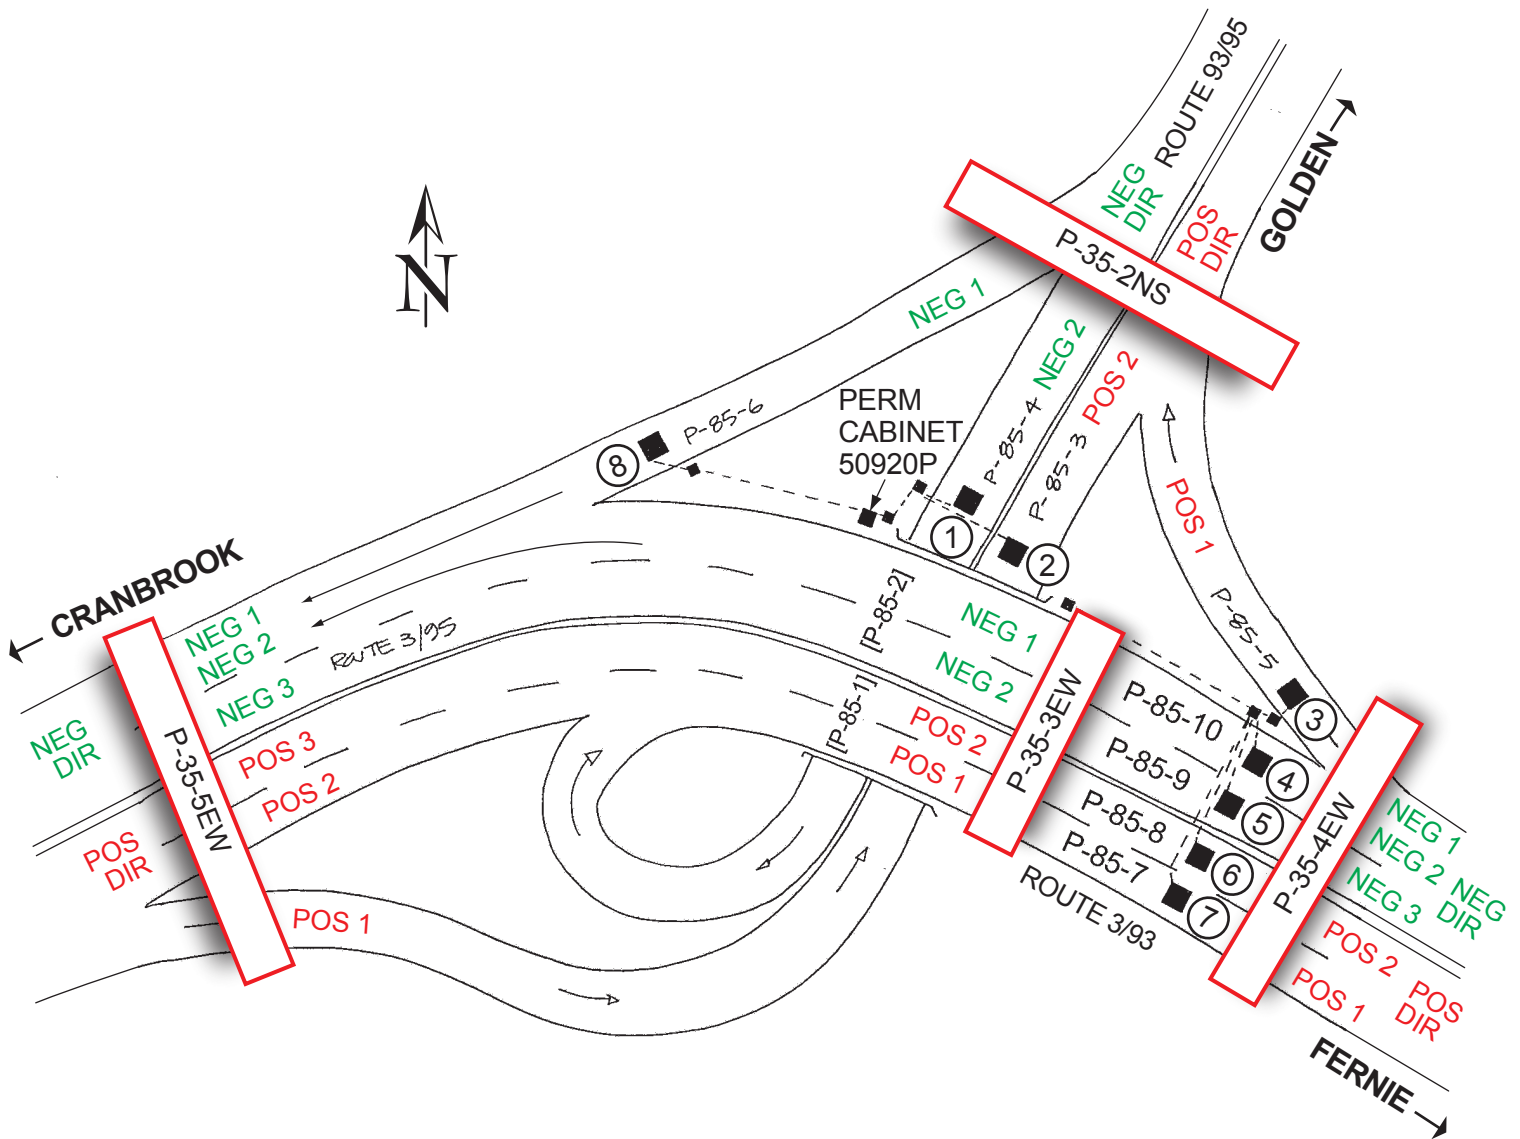 ROUTE 93/95
GOLDEN
NEG
DIR
POS
DIR
P-35-2NS
N
NEG 1
NEG 2
POS 2
P-85-6
P-85-4
P-85-3
PERM
CABINET
50920P
8
1
2
POS 1
P-85-5
3
CRANBROOK
NEG 1
NEG 2
NEG 3
ROUTE 3/95
NEG
DIR
P-35-5EW
POS 3
POS 2
POS
DIR
POS 1
[P-85-2]
[P-85-1]
NEG 1
NEG 2
POS 2
POS 1
P-35-3EW
P-85-10
P-85-9
P-85-8
P-85-7
4
5
6
7
ROUTE 3/93
P-35-4EW
NEG 1
NEG 2
NEG 3
NEG
DIR
POS 2
POS 1
POS
DIR
FERNIE